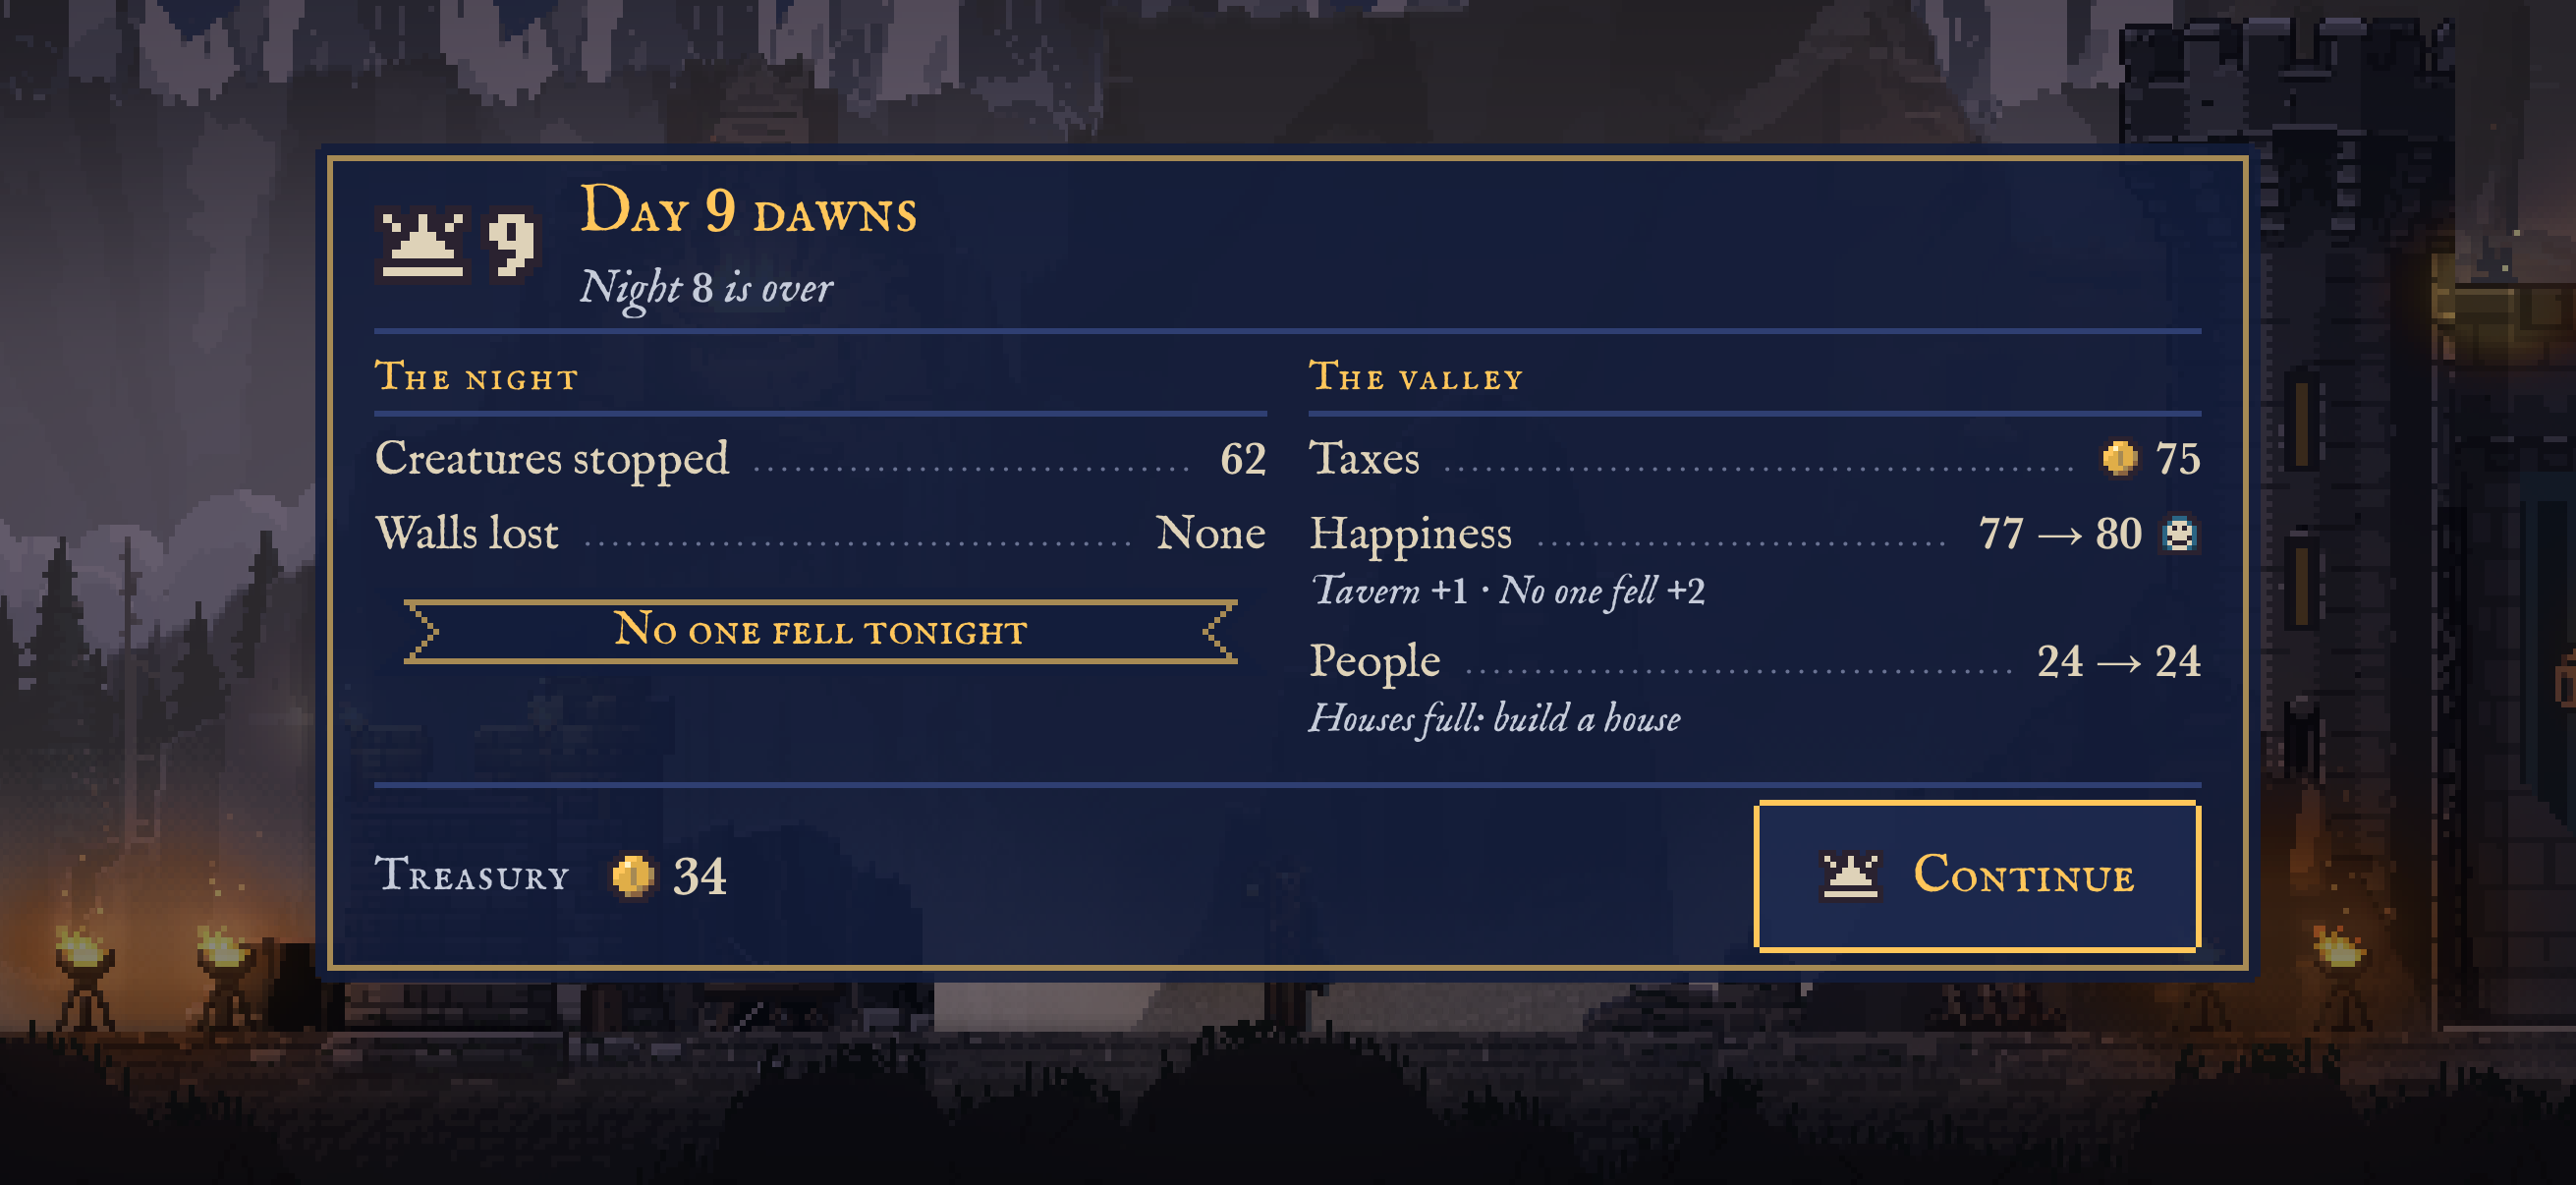 9
Day 9 dawns
Night 8 is over
The night
Creatures stopped 62
Walls lost None
No one fell tonight
The valley
Taxes 75
Happiness 77 → 80
Tavern +1 · No one fell +2
People 24 → 24
Houses full: build a house
Treasury 34
Continue